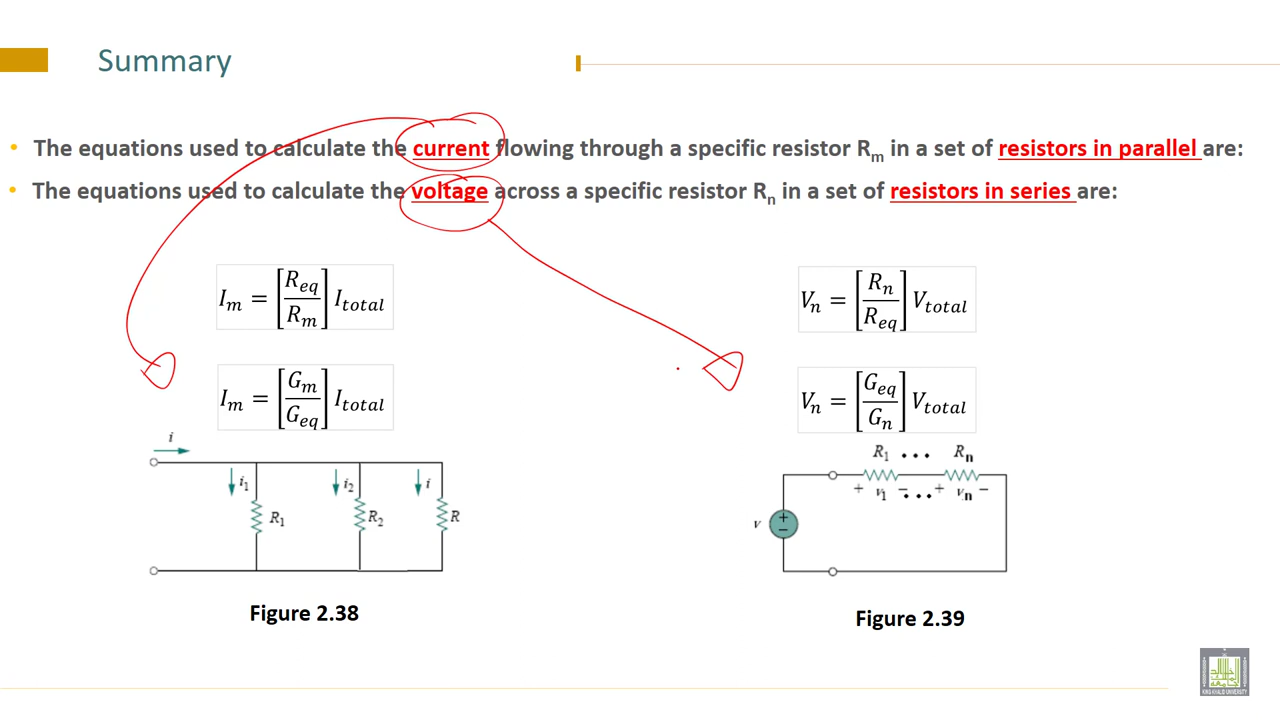 Summary
• The equations used to calculate the current flowing through a specific resistor Rm in a set of resistors in parallel are:
• The equations used to calculate the voltage across a specific resistor Rn in a set of resistors in series are:
Im = [Req/Rm] Itotal
Im = [Gm/Geq] Itotal
i
i1 i2 i
R1 R2 R
Figure 2.38
Vn = [Rn/Req] Vtotal
Vn = [Geq/Gn] Vtotal
R1 ••• Rn
+ v1 − ••• + vn −
v + −
Figure 2.39
KING KHALID UNIVERSITY